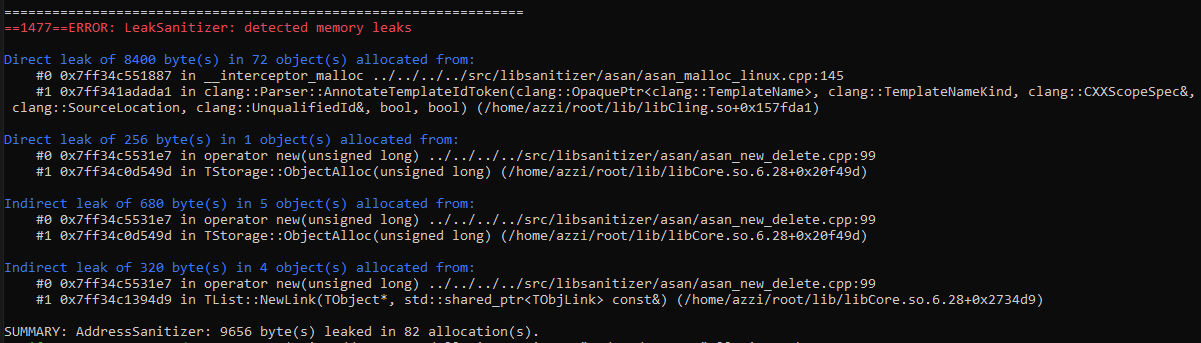 =================================================================
==1477==ERROR: LeakSanitizer: detected memory leaks
Direct leak of 8400 byte(s) in 72 object(s) allocated from:
#0 0x7ff34c551887 in __interceptor_malloc ../../../../src/libsanitizer/asan/asan_malloc_linux.cpp:145
#1 0x7ff341adada1 in clang::Parser::AnnotateTemplateIdToken(clang::OpaquePtr<clang::TemplateName>, clang::TemplateNameKind, clang::CXXScopeSpec&,
clang::SourceLocation, clang::UnqualifiedId&, bool, bool) (/home/azzi/root/lib/libCling.so+0x157fda1)
Direct leak of 256 byte(s) in 1 object(s) allocated from:
#0 0x7ff34c5531e7 in operator new(unsigned long) ../../../../src/libsanitizer/asan/asan_new_delete.cpp:99
#1 0x7ff34c0d549d in TStorage::ObjectAlloc(unsigned long) (/home/azzi/root/lib/libCore.so.6.28+0x20f49d)
Indirect leak of 680 byte(s) in 5 object(s) allocated from:
#0 0x7ff34c5531e7 in operator new(unsigned long) ../../../../src/libsanitizer/asan/asan_new_delete.cpp:99
#1 0x7ff34c0d549d in TStorage::ObjectAlloc(unsigned long) (/home/azzi/root/lib/libCore.so.6.28+0x20f49d)
Indirect leak of 320 byte(s) in 4 object(s) allocated from:
#0 0x7ff34c5531e7 in operator new(unsigned long) ../../../../src/libsanitizer/asan/asan_new_delete.cpp:99
#1 0x7ff34c1394d9 in TList::NewLink(TObject*, std::shared_ptr<TObjLink> const&) (/home/azzi/root/lib/libCore.so.6.28+0x2734d9)
SUMMARY: AddressSanitizer: 9656 byte(s) leaked in 82 allocation(s).